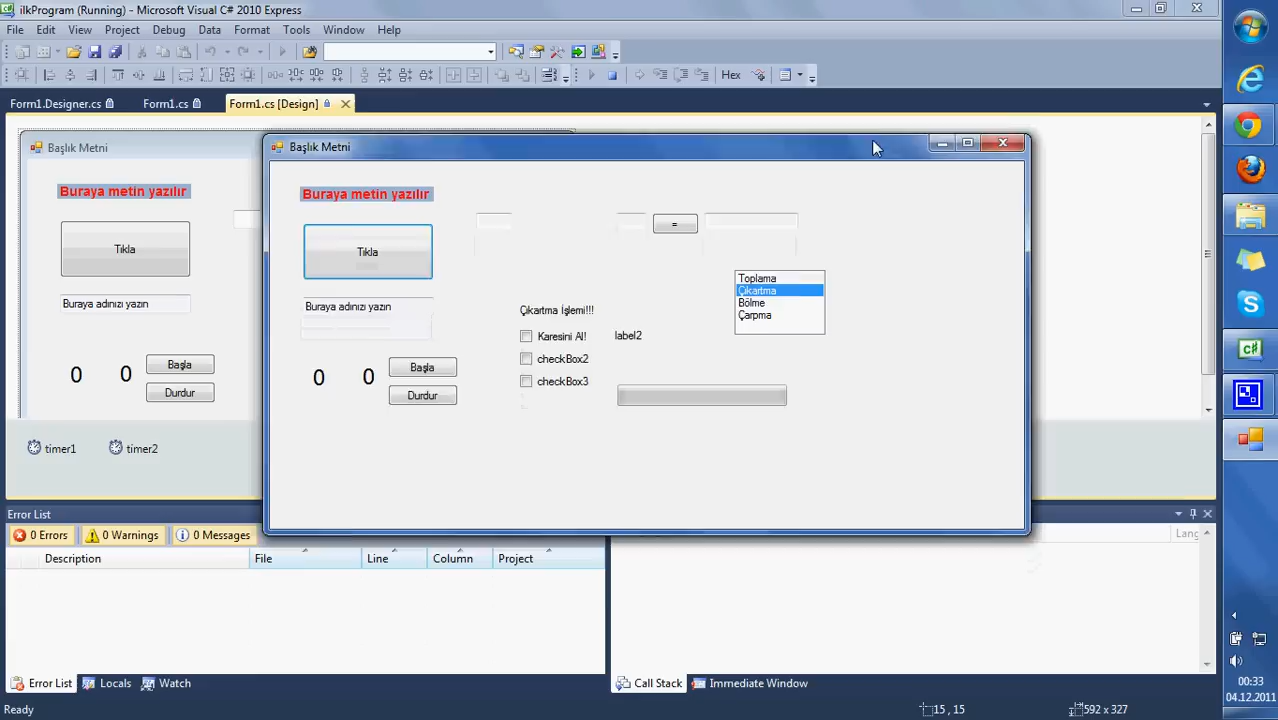 ilkProgram (Running) - Microsoft Visual C# 2010 Express
File Edit View Project Debug Data Format Tools Window Help
Hex
Form1.Designer.cs Form1.cs Form1.cs [Design]
Başlık Metni
Buraya metin yazılır
Tıkla
Buraya adınızı yazın
0 0 Başla
Durdur
timer1 timer2
Başlık Metni
Buraya metin yazılır
Tıkla
=
Buraya adınızı yazın
Toplama
Çıkartma
Bölme
Çarpma
Çıkartma İşlemi!!!
Karesini Al! label2
checkBox2
checkBox3
0 0 Başla
Durdur
Error List
0 Errors 0 Warnings 0 Messages
Description File Line Column Project
Lang
Error List Locals Watch
Call Stack Immediate Window
Ready
15 , 15
592 x 327
00:33
04.12.2011